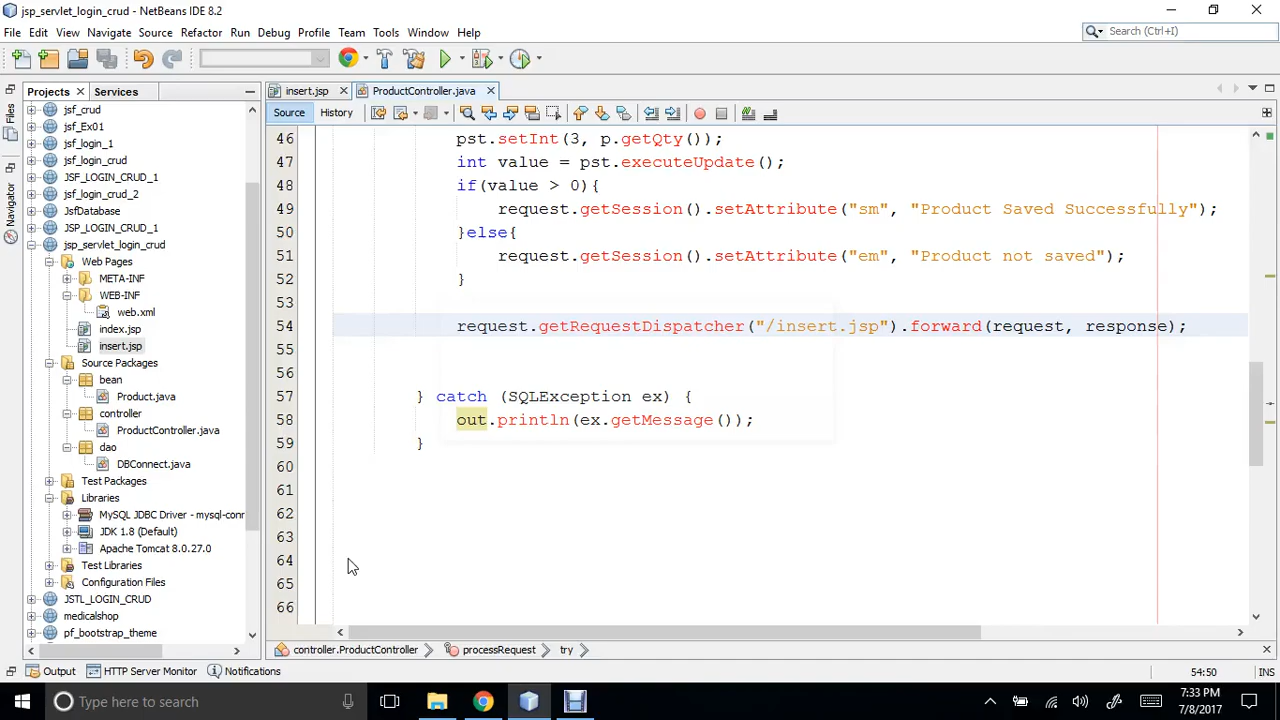 jsp_servlet_login_crud - NetBeans IDE 8.2
File Edit View Navigate Source Refactor Run Debug Profile Team Tools Window Help
Search (Ctrl+I)
Projects Services
insert.jsp ProductController.java
Source History
Files
Navigator
jsf_crud
jsf_Ex01
jsf_login_1
jsf_login_crud
JSF_LOGIN_CRUD_1
jsf_login_crud_2
JsfDatabase
JSP_LOGIN_CRUD_1
jsp_servlet_login_crud
Web Pages
META-INF
WEB-INF
web.xml
index.jsp
insert.jsp
Source Packages
bean
Product.java
controller
ProductController.java
dao
DBConnect.java
Test Packages
Libraries
MySQL JDBC Driver - mysql-conr
JDK 1.8 (Default)
Apache Tomcat 8.0.27.0
Test Libraries
Configuration Files
JSTL_LOGIN_CRUD
medicalshop
pf_bootstrap_theme
46 pst.setInt(3, p.getQty());
47 int value = pst.executeUpdate();
48 if(value > 0){
49 request.getSession().setAttribute("sm", "Product Saved Successfully");
50 }else{
51 request.getSession().setAttribute("em", "Product not saved");
52 }
53
54 request.getRequestDispatcher("/insert.jsp").forward(request, response);
55
56
57 } catch (SQLException ex) {
58 out.println(ex.getMessage());
59 }
60
61
62
63
64
65
66
controller.ProductController processRequest try
Output HTTP Server Monitor Notifications
54:50 INS
Type here to search
7:33 PM
7/8/2017